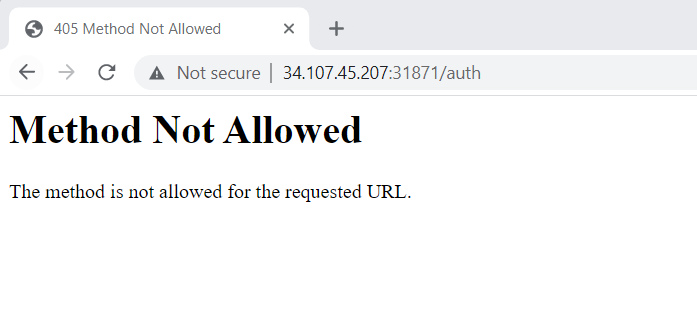 405 Method Not Allowed
Not secure | 34.107.45.207:31871/auth
Method Not Allowed
The method is not allowed for the requested URL.